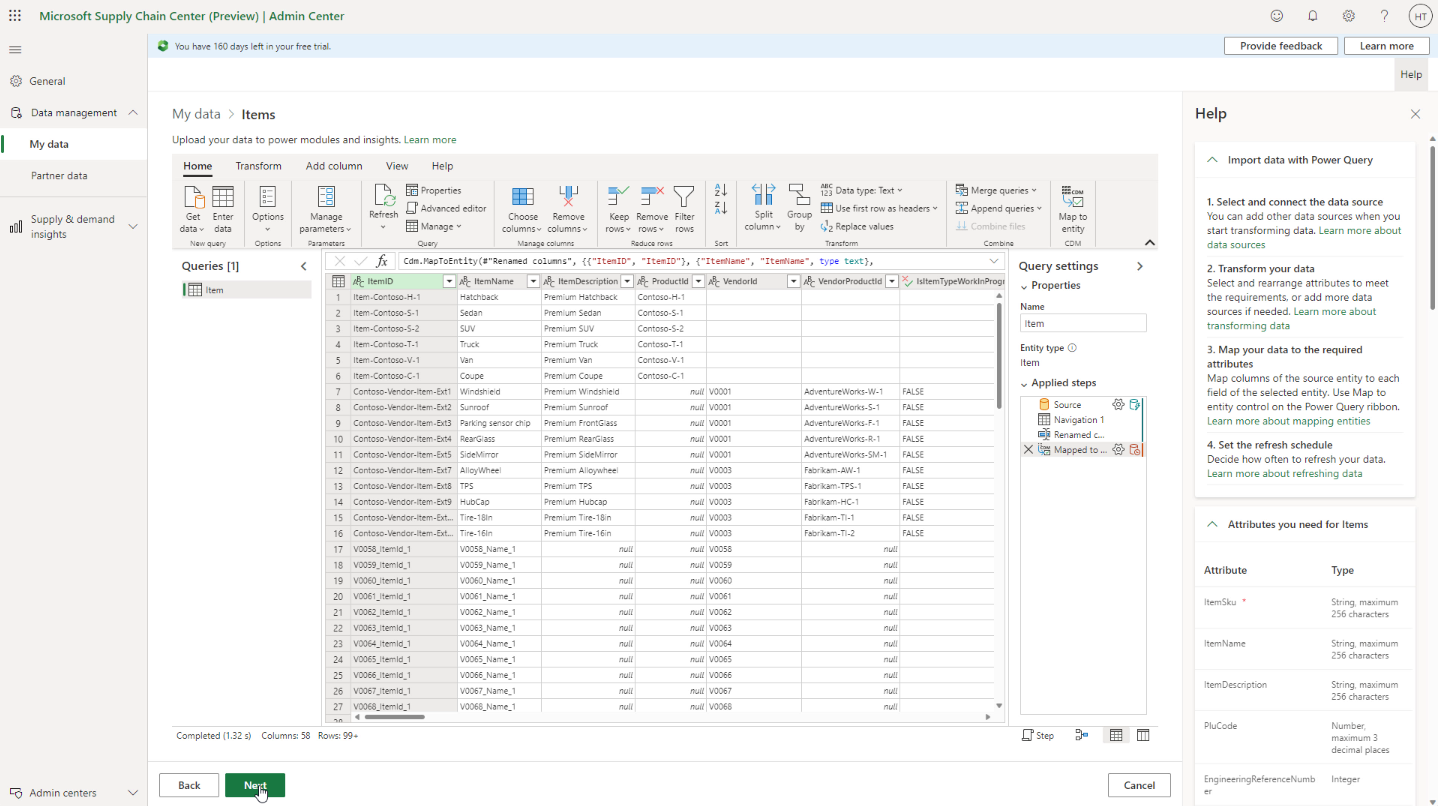 Microsoft Supply Chain Center (Preview) | Admin Center
HT
You have 160 days left in your free trial.
Provide feedback
Learn more
Help
General
Data management
My data
Partner data
Supply & demand
insights
Admin centers
My data > Items
Upload your data to power modules and insights. Learn more
Home Transform Add column View Help
Get
data
Enter
data
New query
Options
Options
Manage
parameters
Parameters
Refresh
Properties
Advanced editor
Manage
Query
Choose
columns
Remove
columns
Manage columns
Keep
rows
Remove
rows
Filter
rows
Reduce rows
Sort
Split
column
Group
by
Data type: Text
Use first row as headers
Replace values
Transform
Merge queries
Append queries
Combine files
Combine
Map to
entity
CDM
Queries [1]
Item
fx Cdm.MapToEntity(#"Renamed columns", {{"ItemID", "ItemID"}, {"ItemName", "ItemName", type text},
ItemID ItemName ItemDescription ProductId VendorId VendorProductId IsItemTypeWorkInProgr
1 Item-Contoso-H-1 Hatchback Premium Hatchback Contoso-H-1
2 Item-Contoso-S-1 Sedan Premium Sedan Contoso-S-1
3 Item-Contoso-S-2 SUV Premium SUV Contoso-S-2
4 Item-Contoso-T-1 Truck Premium Truck Contoso-T-1
5 Item-Contoso-V-1 Van Premium Van Contoso-V-1
6 Item-Contoso-C-1 Coupe Premium Coupe Contoso-C-1
7 Contoso-Vendor-Item-Ext1 Windshield Premium Windshield null V0001 AdventureWorks-W-1 FALSE
8 Contoso-Vendor-Item-Ext2 Sunroof Premium Sunroof null V0001 AdventureWorks-S-1 FALSE
9 Contoso-Vendor-Item-Ext3 Parking sensor chip Premium FrontGlass null V0001 AdventureWorks-F-1 FALSE
10 Contoso-Vendor-Item-Ext4 RearGlass Premium RearGlass null V0001 AdventureWorks-R-1 FALSE
11 Contoso-Vendor-Item-Ext5 SideMirror Premium SideMirror null V0001 AdventureWorks-SM-1 FALSE
12 Contoso-Vendor-Item-Ext7 AlloyWheel Premium Alloywheel null V0003 Fabrikam-AW-1 FALSE
13 Contoso-Vendor-Item-Ext8 TPS Premium TPS null V0003 Fabrikam-TPS-1 FALSE
14 Contoso-Vendor-Item-Ext9 HubCap Premium Hubcap null V0003 Fabrikam-HC-1 FALSE
15 Contoso-Vendor-Item-Ext... Tire-18in Premium Tire-18in null V0003 Fabrikam-TI-1 FALSE
16 Contoso-Vendor-Item-Ext... Tire-16in Premium Tire-16in null V0003 Fabrikam-TI-2 FALSE
17 V0058_ItemId_1 V0058_Name_1 null null V0058 null
18 V0059_ItemId_1 V0059_Name_1 null null V0059 null
19 V0060_ItemId_1 V0060_Name_1 null null V0060 null
20 V0061_ItemId_1 V0061_Name_1 null null V0061 null
21 V0062_ItemId_1 V0062_Name_1 null null V0062 null
22 V0063_ItemId_1 V0063_Name_1 null null V0063 null
23 V0064_ItemId_1 V0064_Name_1 null null V0064 null
24 V0065_ItemId_1 V0065_Name_1 null null V0065 null
25 V0066_ItemId_1 V0066_Name_1 null null V0066 null
26 V0067_ItemId_1 V0067_Name_1 null null V0067 null
27 V0068_ItemId_1 V0068_Name_1 null null V0068 null
Query settings
Properties
Name
Item
Entity type
Item
Applied steps
Source
Navigation 1
Renamed c...
Mapped to ...
Completed (1.32 s) Columns: 58 Rows: 99+
Step
Back
Next
Cancel
Help
Import data with Power Query
1. Select and connect the data source
You can add other data sources when you
start transforming data. Learn more about
data sources
2. Transform your data
Select and rearrange attributes to meet
the requirements, or add more data
sources if needed. Learn more about
transforming data
3. Map your data to the required
attributes
Map columns of the source entity to each
field of the selected entity. Use Map to
entity control on the Power Query ribbon.
Learn more about mapping entities
4. Set the refresh schedule
Decide how often to refresh your data.
Learn more about refreshing data
Attributes you need for Items
Attribute Type
ItemSku * String, maximum
256 characters
ItemName String, maximum
256 characters
ItemDescription String, maximum
256 characters
PluCode Number,
maximum 3
decimal places
EngineeringReferenceNumb
er Integer